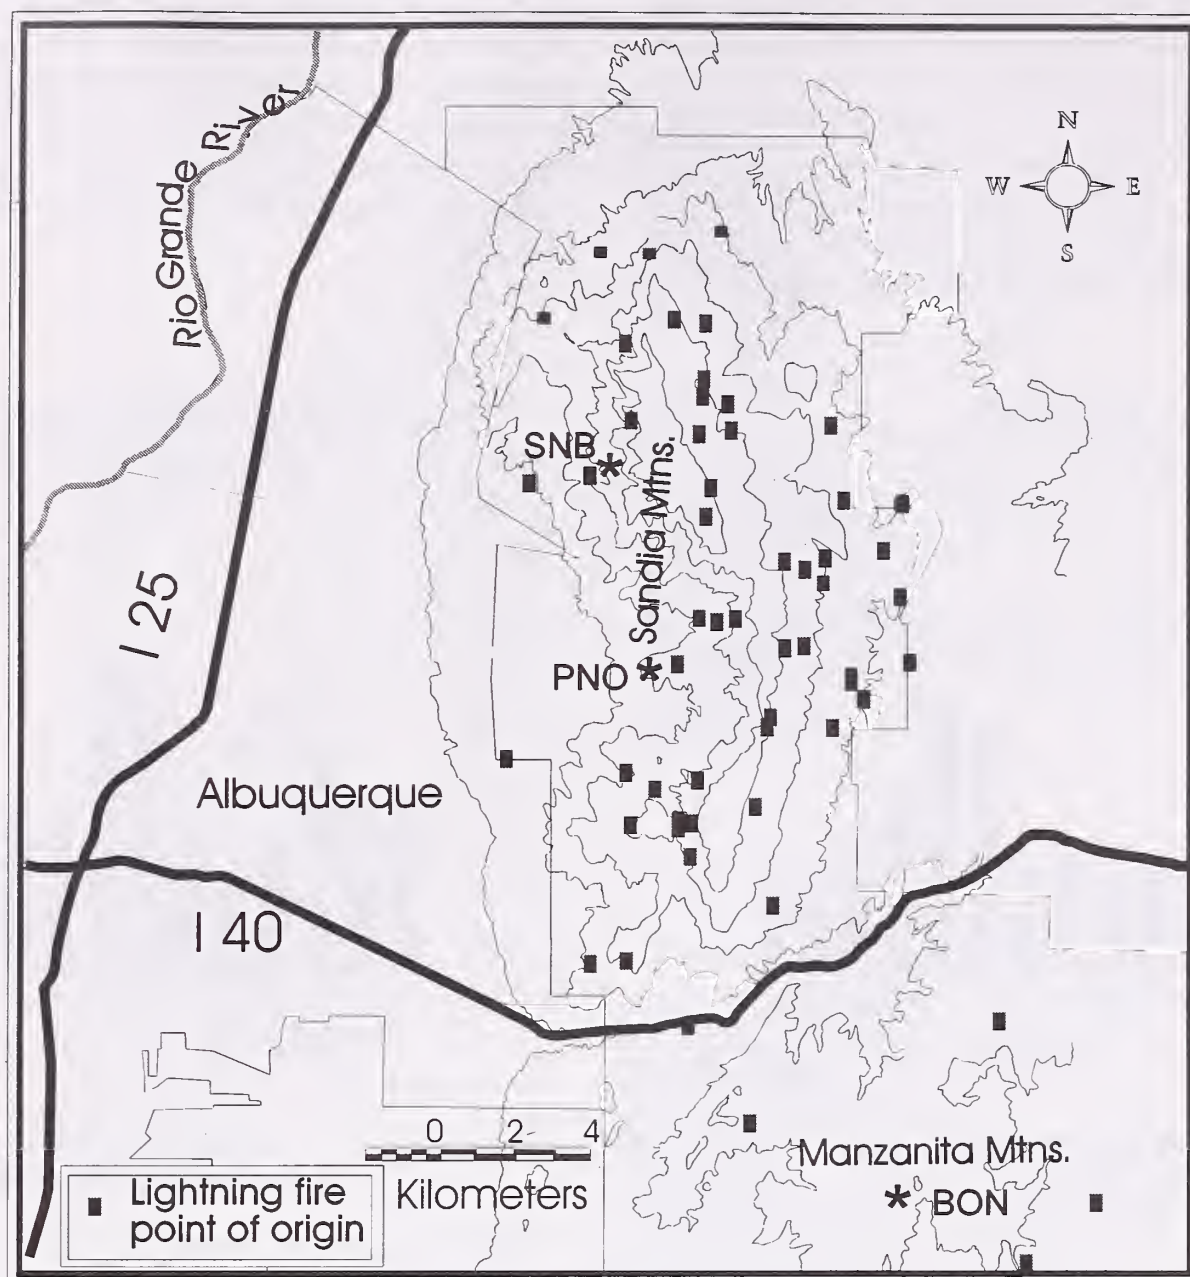 N
W E
S
Rio Grande River
SNB
Sandia Mtns.
I 25
PNO
Albuquerque
I 40
0 2 4
Kilometers
Manzanita Mtns.
BON
Lightning fire
point of origin